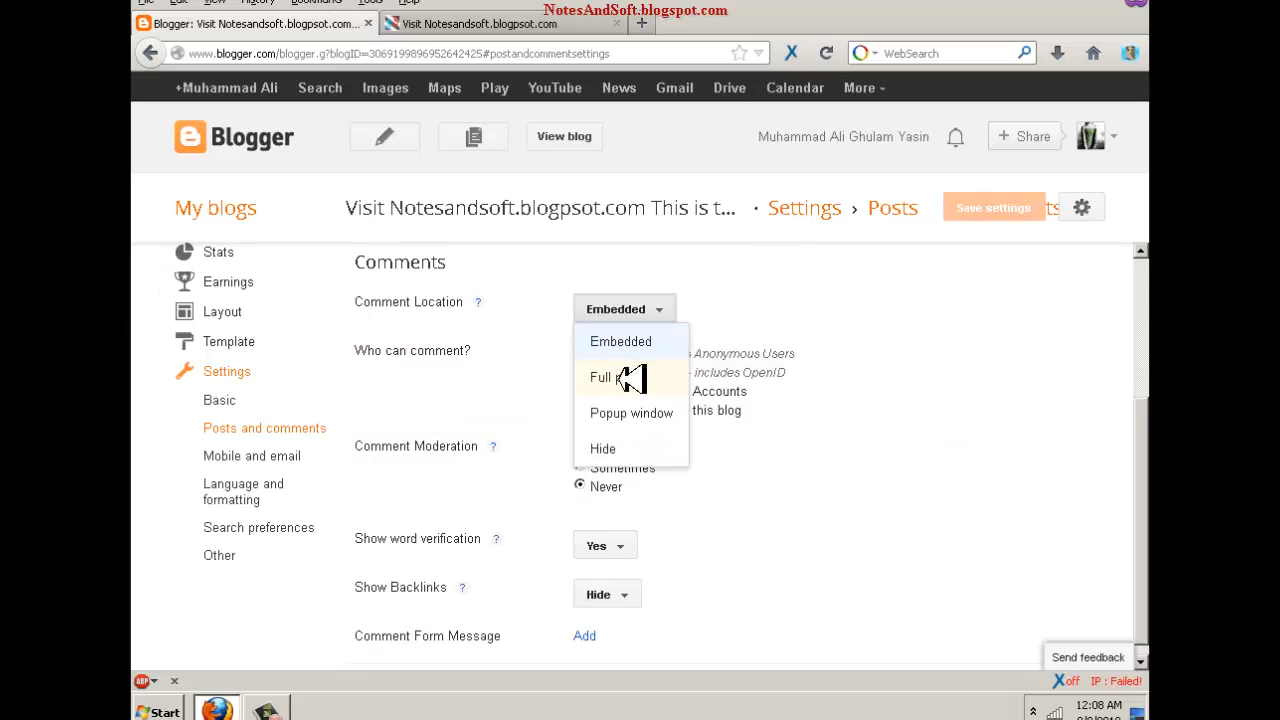 NotesAndSoft.blogspot.com
Blogger: Visit Notesandsoft.blogpsot.com...
Visit Notesandsoft.blogpsot.com
www.blogger.com/blogger.g?blogID=3069199896952642425#postandcommentsettings
WebSearch
+Muhammad Ali Search Images Maps Play YouTube News Gmail Drive Calendar More
Blogger View blog Muhammad Ali Ghulam Yasin + Share
My blogs Visit Notesandsoft.blogpsot.com This is t... · Settings › Posts Save settings
Stats
Earnings
Layout
Template
Settings
Basic
Posts and comments
Mobile and email
Language and
formatting
Search preferences
Other
Comments
Comment Location ? Embedded
Embedded
Full
Popup window
Hide
Who can comment?
Anonymous Users
- includes OpenID
Accounts
this blog
Comment Moderation ?
Sometimes
Never
Show word verification ? Yes
Show Backlinks ? Hide
Comment Form Message Add
Send feedback
ABP
off IP : Failed!
Start
12:08 AM